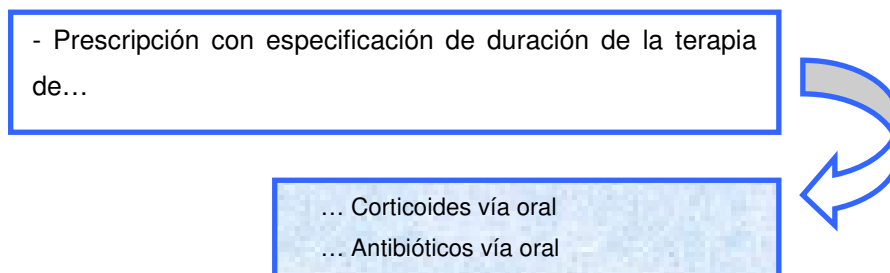 - Prescripción con especificación de duración de la terapia
de…
… Corticoides vía oral
… Antibióticos vía oral